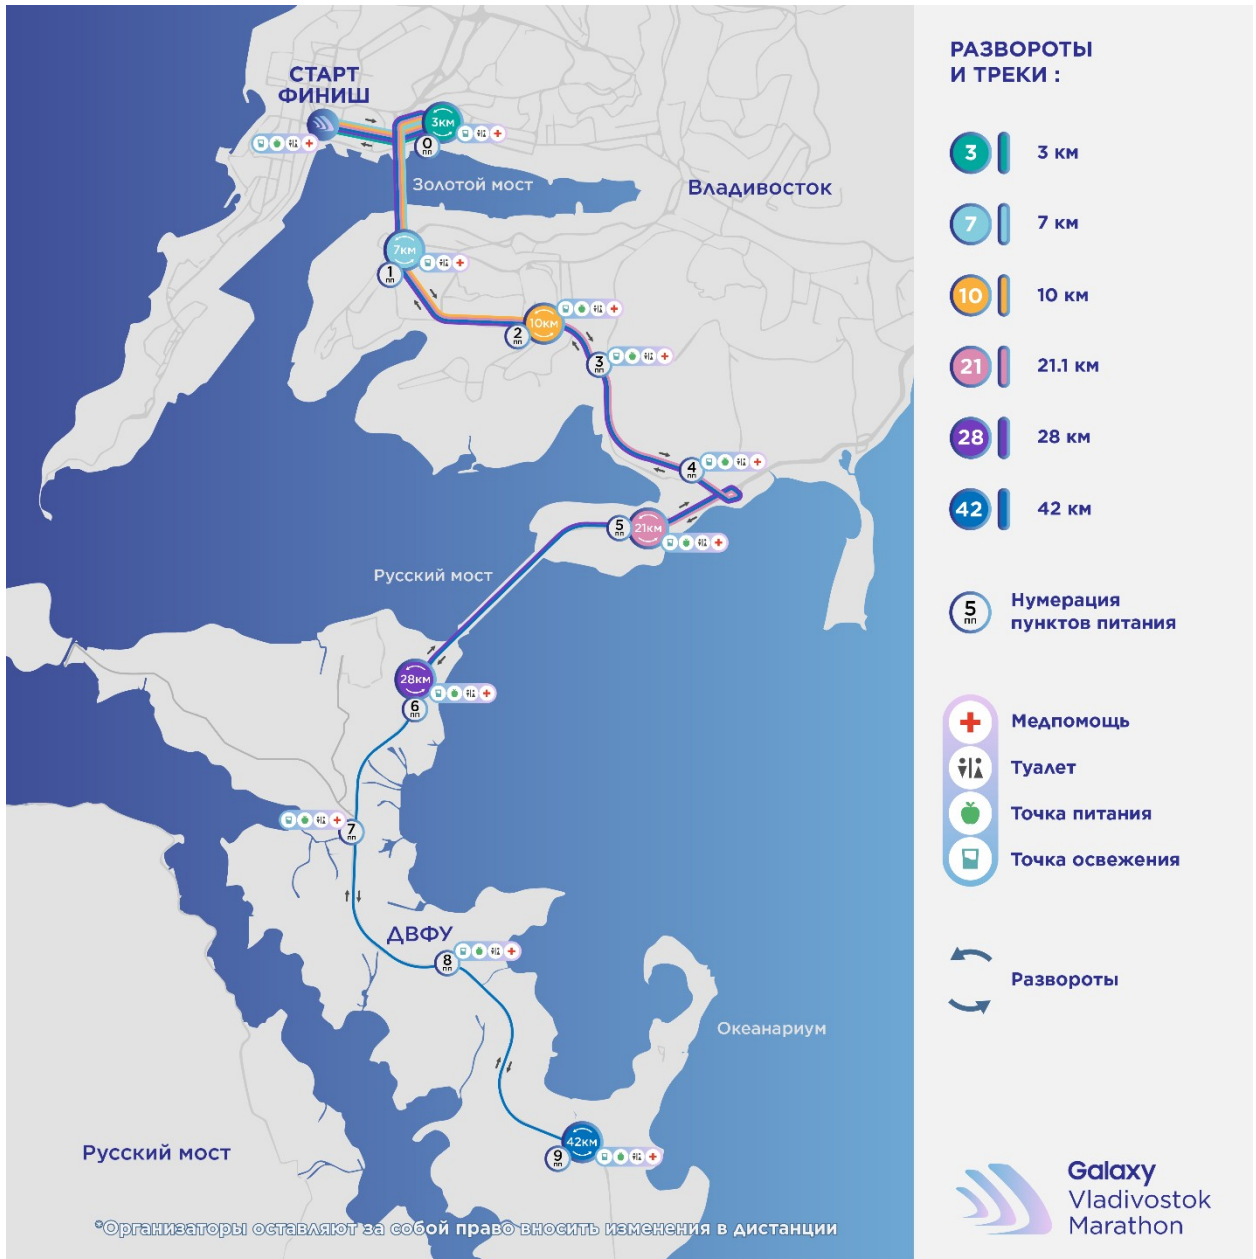 СТАРТ
ФИНИШ
3км
0
пп
Золотой мост
Владивосток
7км
1
пп
10км
2
пп
3
пп
4
пп
5
пп
21км
Русский мост
28км
6
пп
7
пп
ДВФУ
8
пп
Океанариум
42км
9
пп
Русский мост
*Организаторы оставляют за собой право вносить изменения в дистанции
РАЗВОРОТЫ
И ТРЕКИ :
3 3 км
7 7 км
10 10 км
21 21.1 км
28 28 км
42 42 км
5
пп
Нумерация
пунктов питания
Медпомощь
Туалет
Точка питания
Точка освежения
Развороты
Galaxy
Vladivostok
Marathon